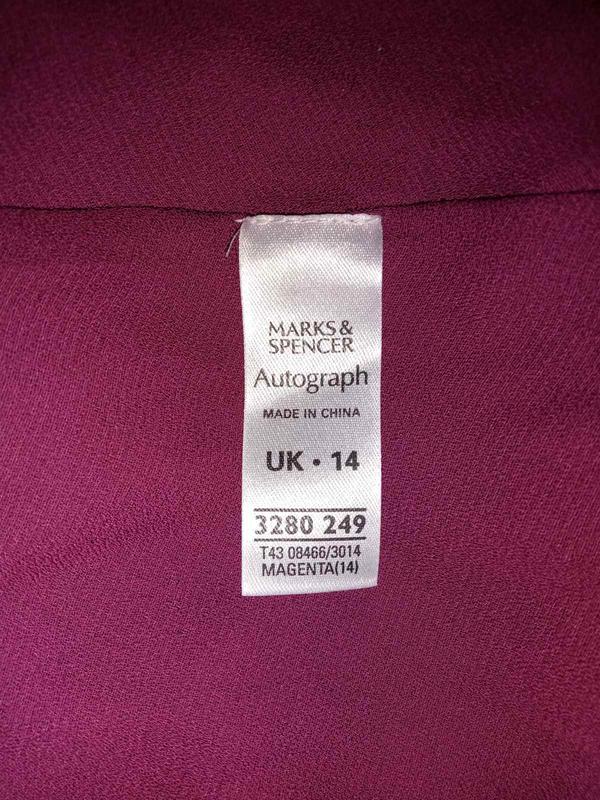 MARKS &
SPENCER
Autograph
MADE IN CHINA
UK • 14
3280 249
T43 08466/3014
MAGENTA(14)